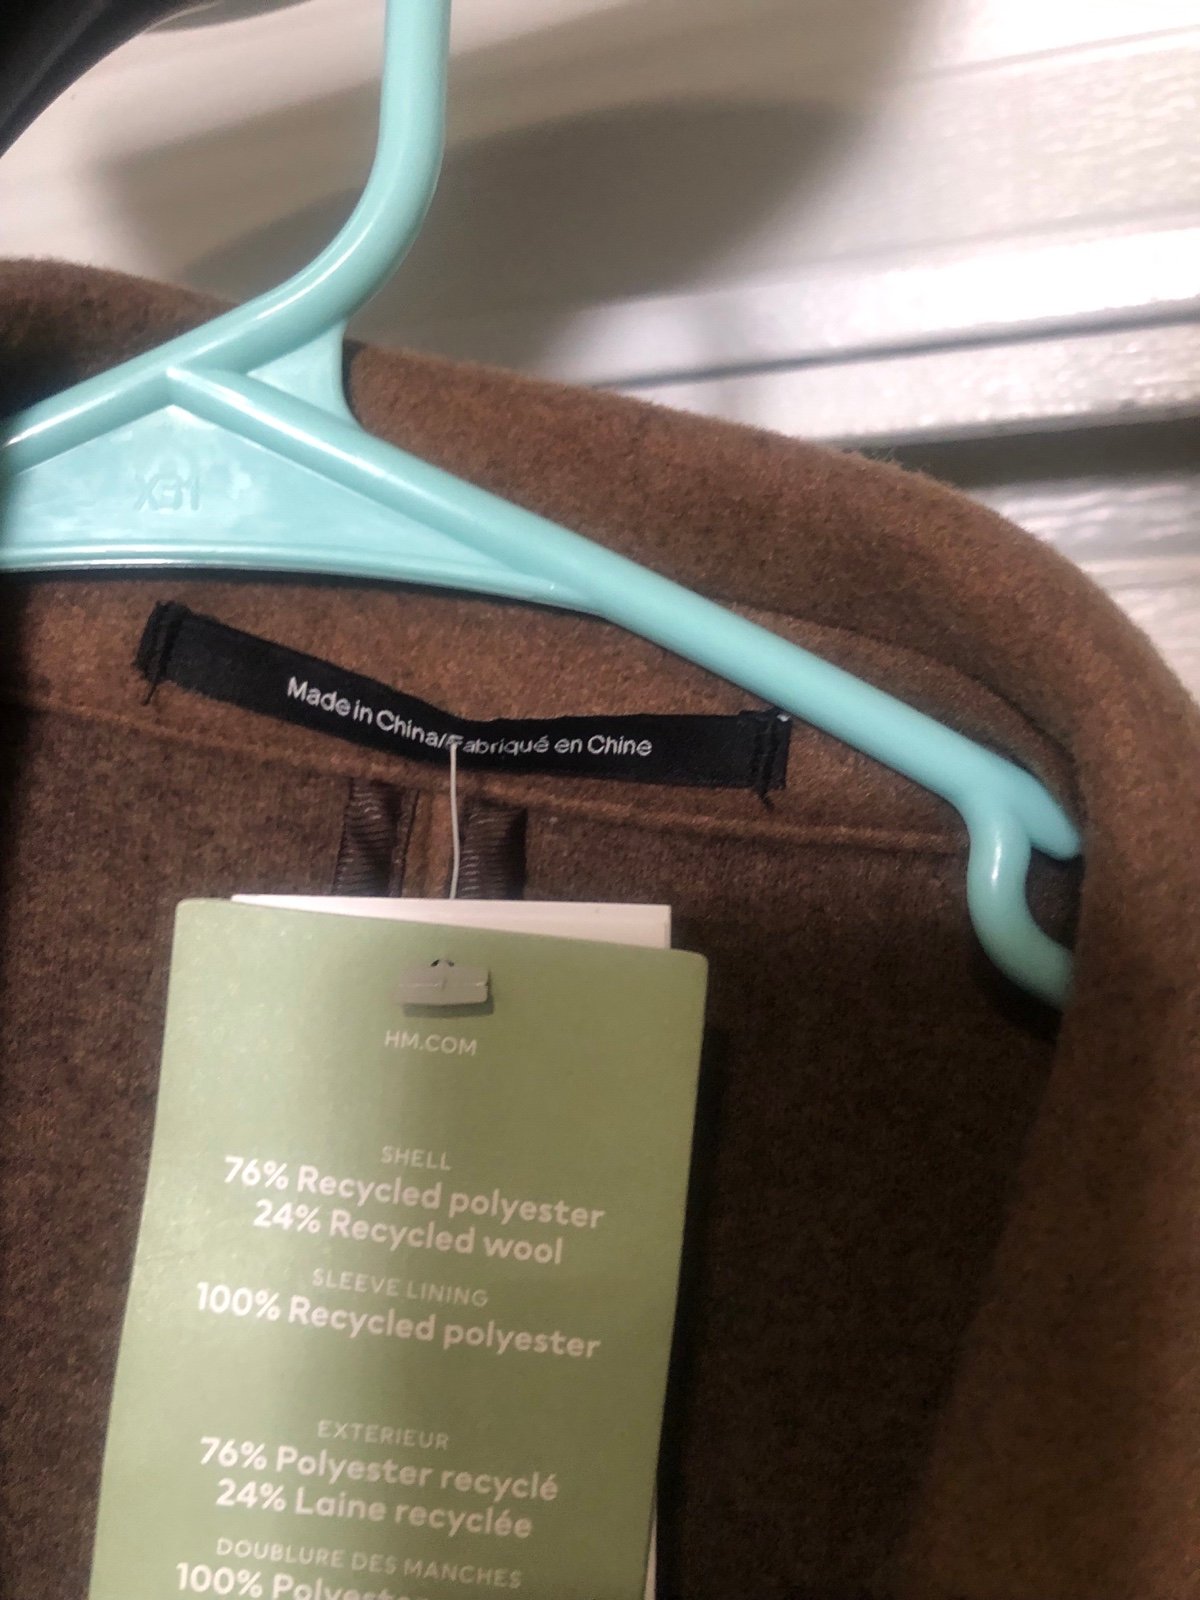 Made in China/Fabriqué en Chine
HM.COM
SHELL
76% Recycled polyester
24% Recycled wool
SLEEVE LINING
100% Recycled polyester
EXTERIEUR
76% Polyester recyclé
24% Laine recyclée
DOUBLURE DES MANCHES
100%